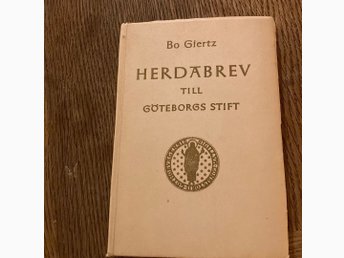 Bo Giertz
HERDABREV
TILL
GÖTEBORGS STIFT